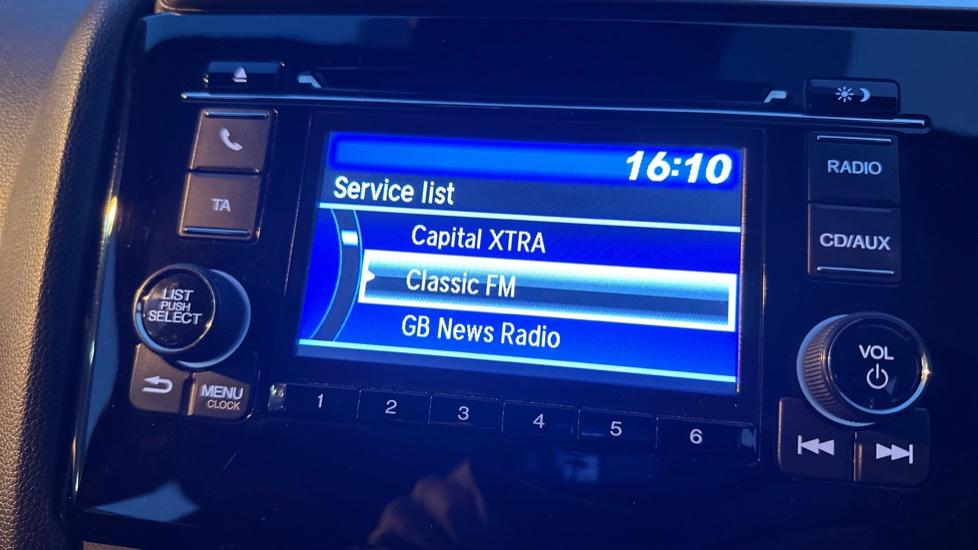 16:10
Service list
Capital XTRA
Classic FM
GB News Radio
TA
LIST
PUSH
SELECT
MENU
CLOCK
1 2 3 4 5 6
RADIO
CD/AUX
VOL